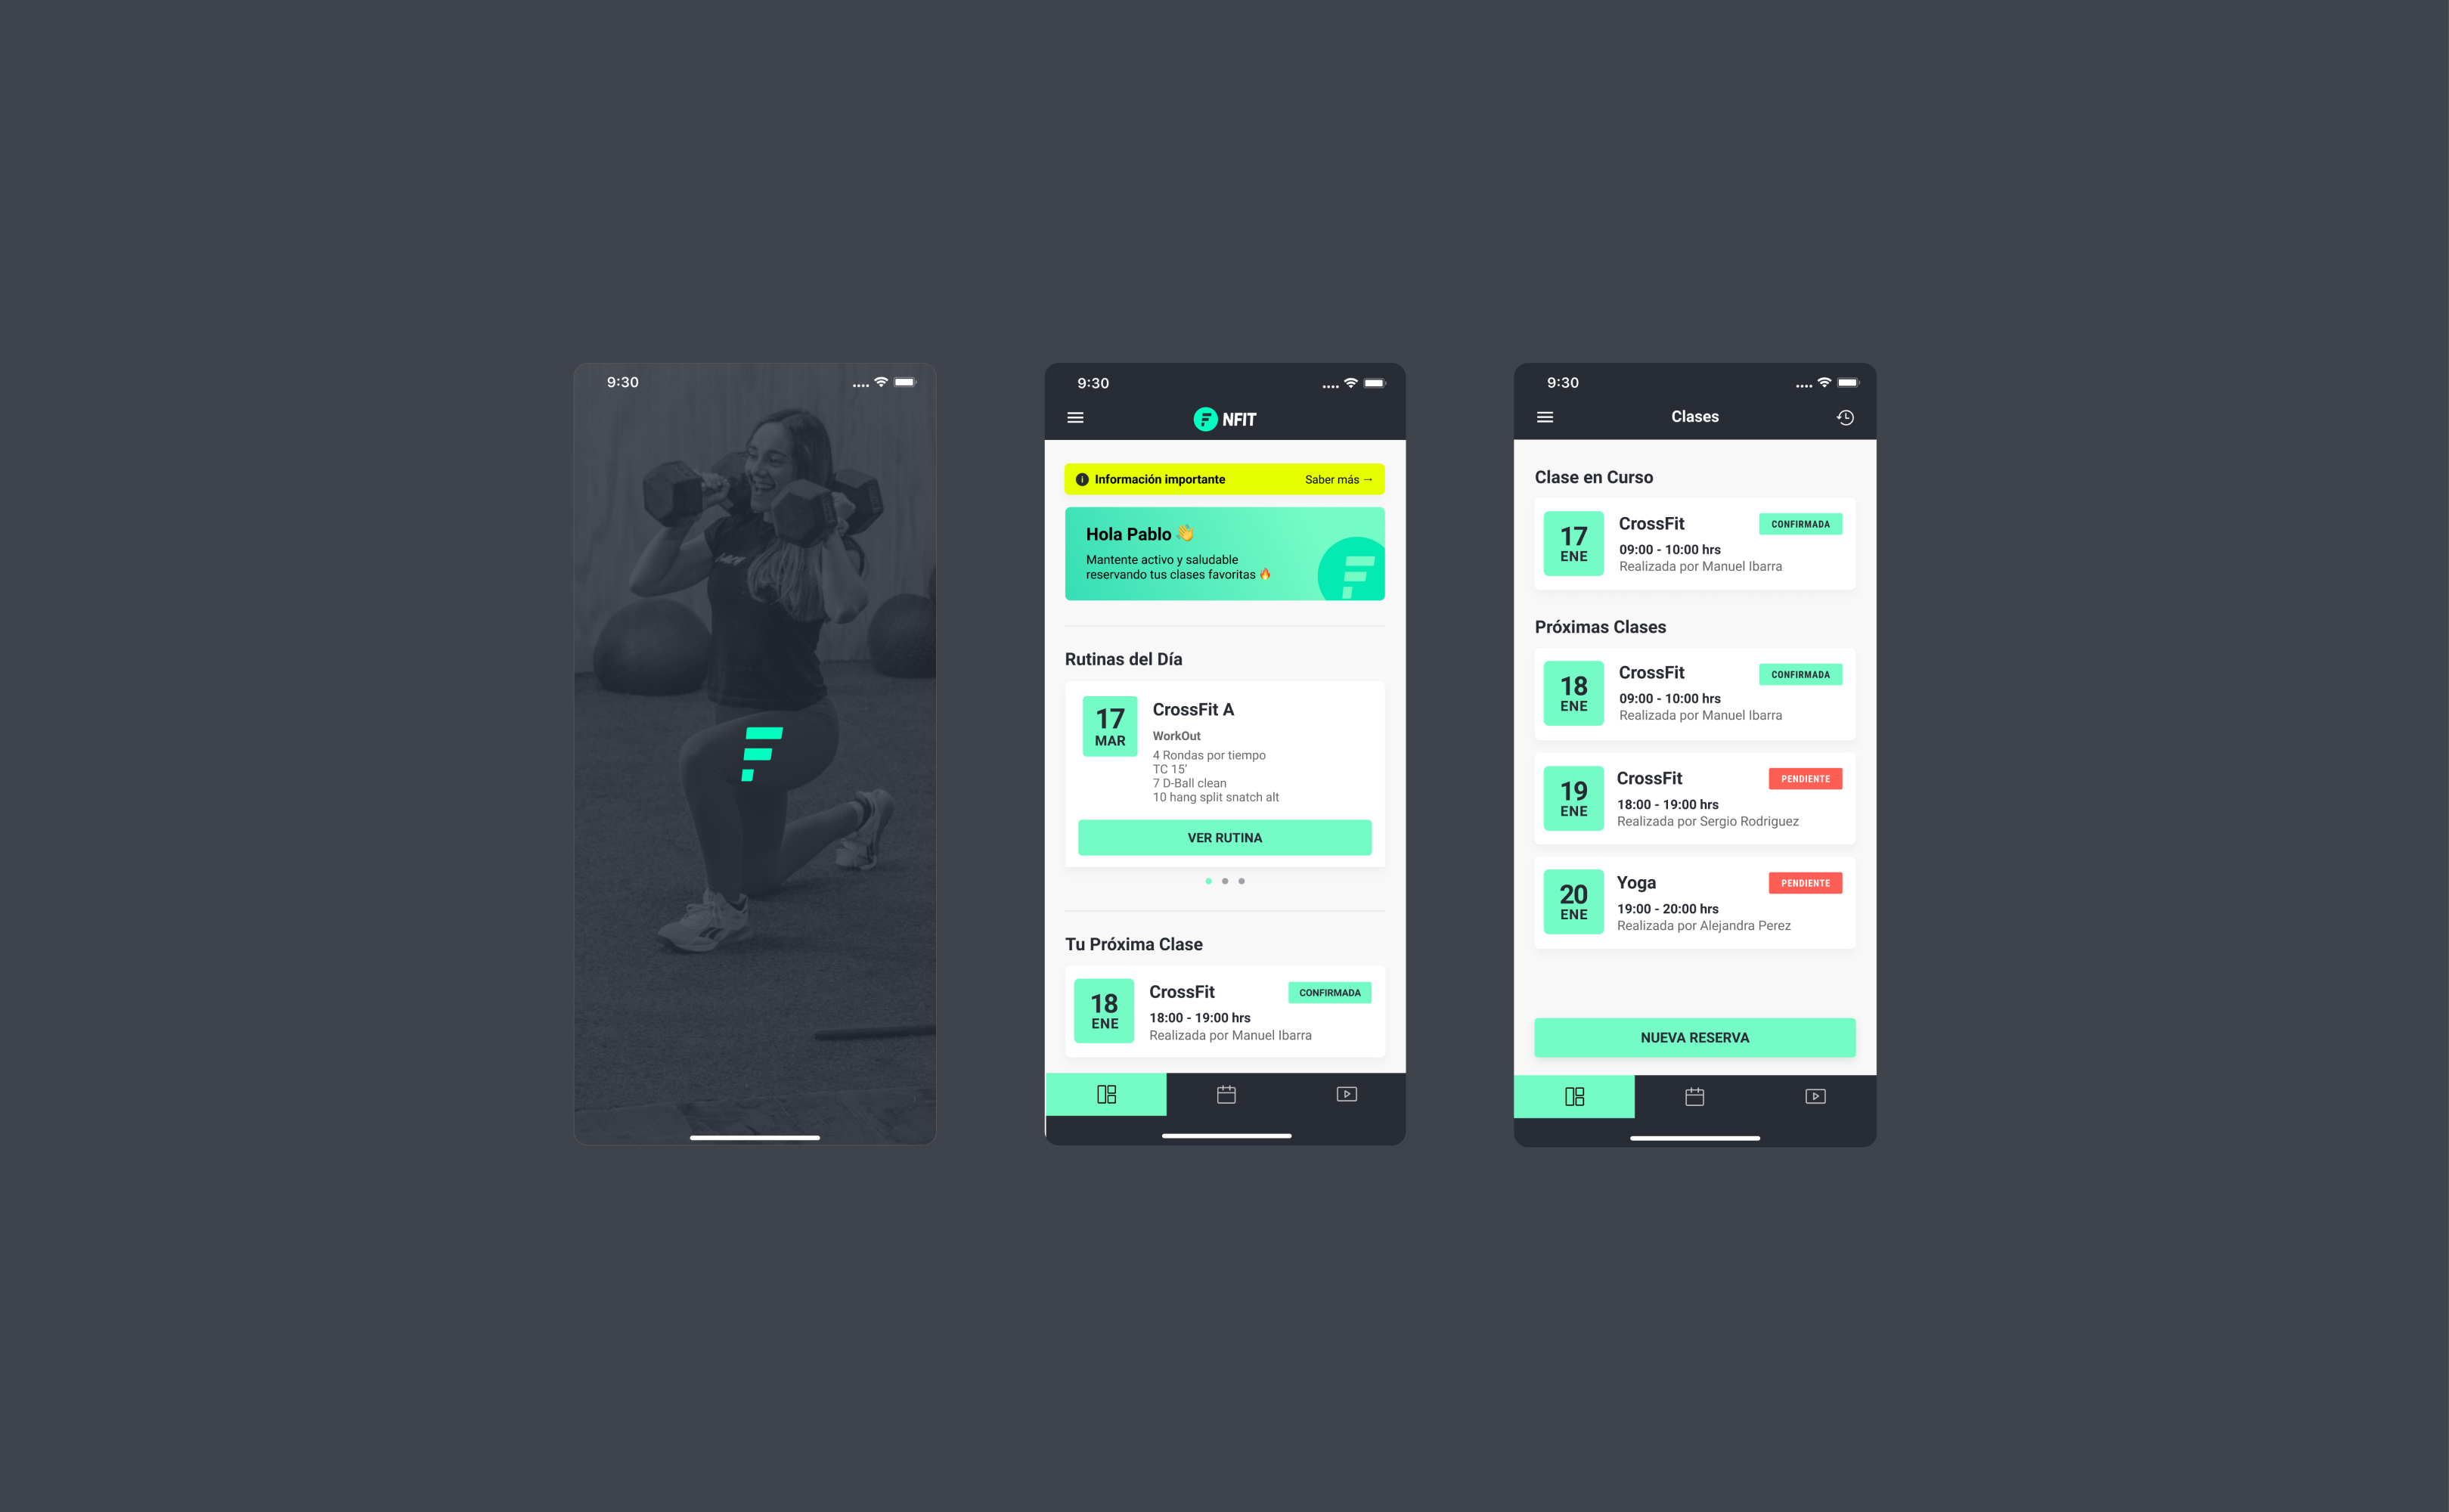 9:30
9:30
NFIT
Información importante
Saber más →
Hola Pablo 👋
Mantente activo y saludable
reservando tus clases favoritas 🔥
Rutinas del Día
17
MAR
CrossFit A
WorkOut
4 Rondas por tiempo
TC 15'
7 D-Ball clean
10 hang split snatch alt
VER RUTINA
Tu Próxima Clase
18
ENE
CrossFit
CONFIRMADA
18:00 - 19:00 hrs
Realizada por Manuel Ibarra
9:30
Clases
Clase en Curso
17
ENE
CrossFit
CONFIRMADA
09:00 - 10:00 hrs
Realizada por Manuel Ibarra
Próximas Clases
18
ENE
CrossFit
CONFIRMADA
09:00 - 10:00 hrs
Realizada por Manuel Ibarra
19
ENE
CrossFit
PENDIENTE
18:00 - 19:00 hrs
Realizada por Sergio Rodriguez
20
ENE
Yoga
PENDIENTE
19:00 - 20:00 hrs
Realizada por Alejandra Perez
NUEVA RESERVA